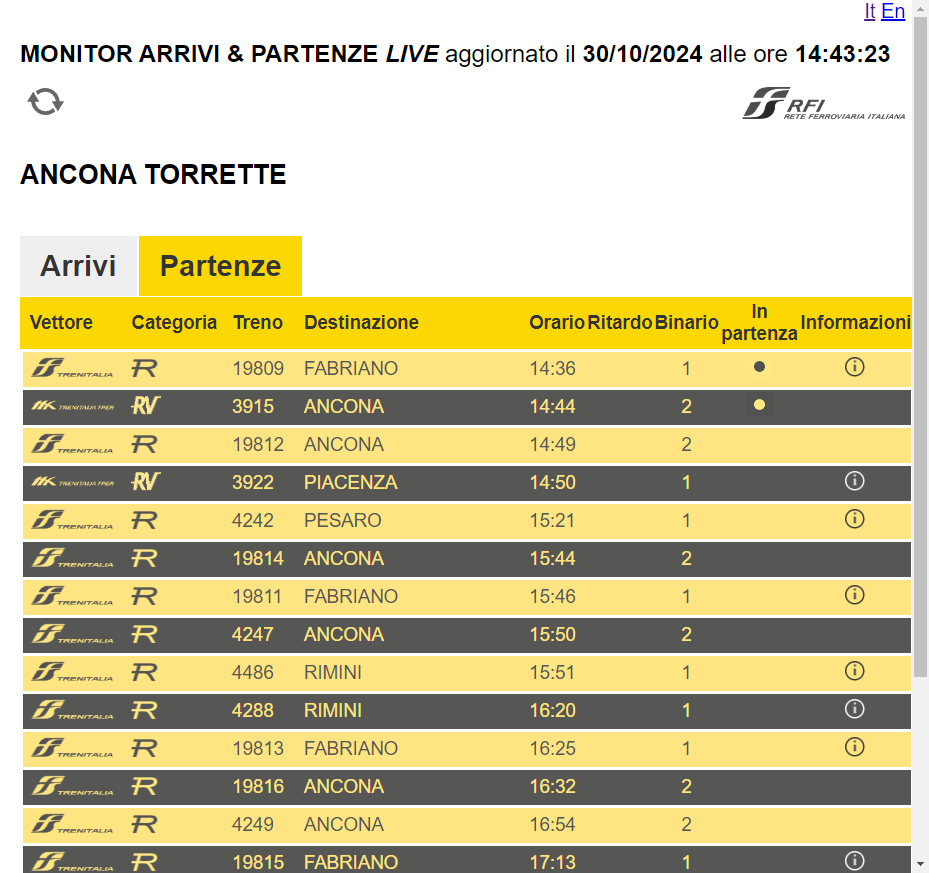 It En
MONITOR ARRIVI & PARTENZE LIVE aggiornato il 30/10/2024 alle ore 14:43:23
RFI
RETE FERROVIARIA ITALIANA
ANCONA TORRETTE
Arrivi Partenze
Vettore Categoria Treno Destinazione Orario Ritardo Binario In partenza Informazioni
TRENITALIA R 19809 FABRIANO 14:36 1
TRENITALIA TPER RV 3915 ANCONA 14:44 2
TRENITALIA R 19812 ANCONA 14:49 2
TRENITALIA TPER RV 3922 PIACENZA 14:50 1
TRENITALIA R 4242 PESARO 15:21 1
TRENITALIA R 19814 ANCONA 15:44 2
TRENITALIA R 19811 FABRIANO 15:46 1
TRENITALIA R 4247 ANCONA 15:50 2
TRENITALIA R 4486 RIMINI 15:51 1
TRENITALIA R 4288 RIMINI 16:20 1
TRENITALIA R 19813 FABRIANO 16:25 1
TRENITALIA R 19816 ANCONA 16:32 2
TRENITALIA R 4249 ANCONA 16:54 2
TRENITALIA R 19815 FABRIANO 17:13 1